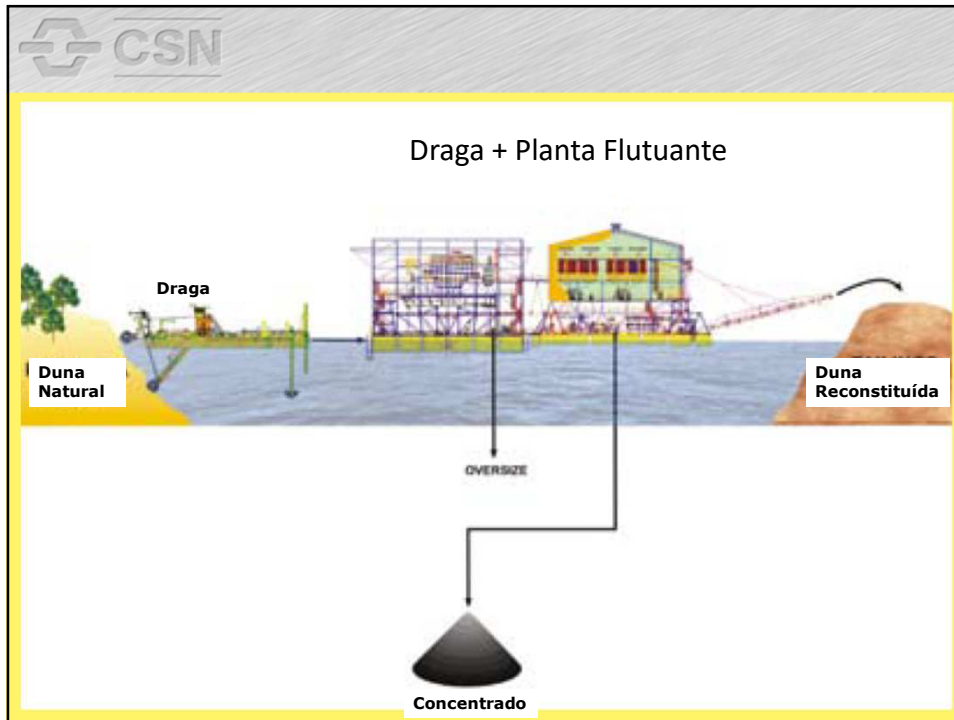 CSN
Draga + Planta Flutuante
Draga
Duna
Natural
Duna
Reconstituída
OVERSIZE
Concentrado